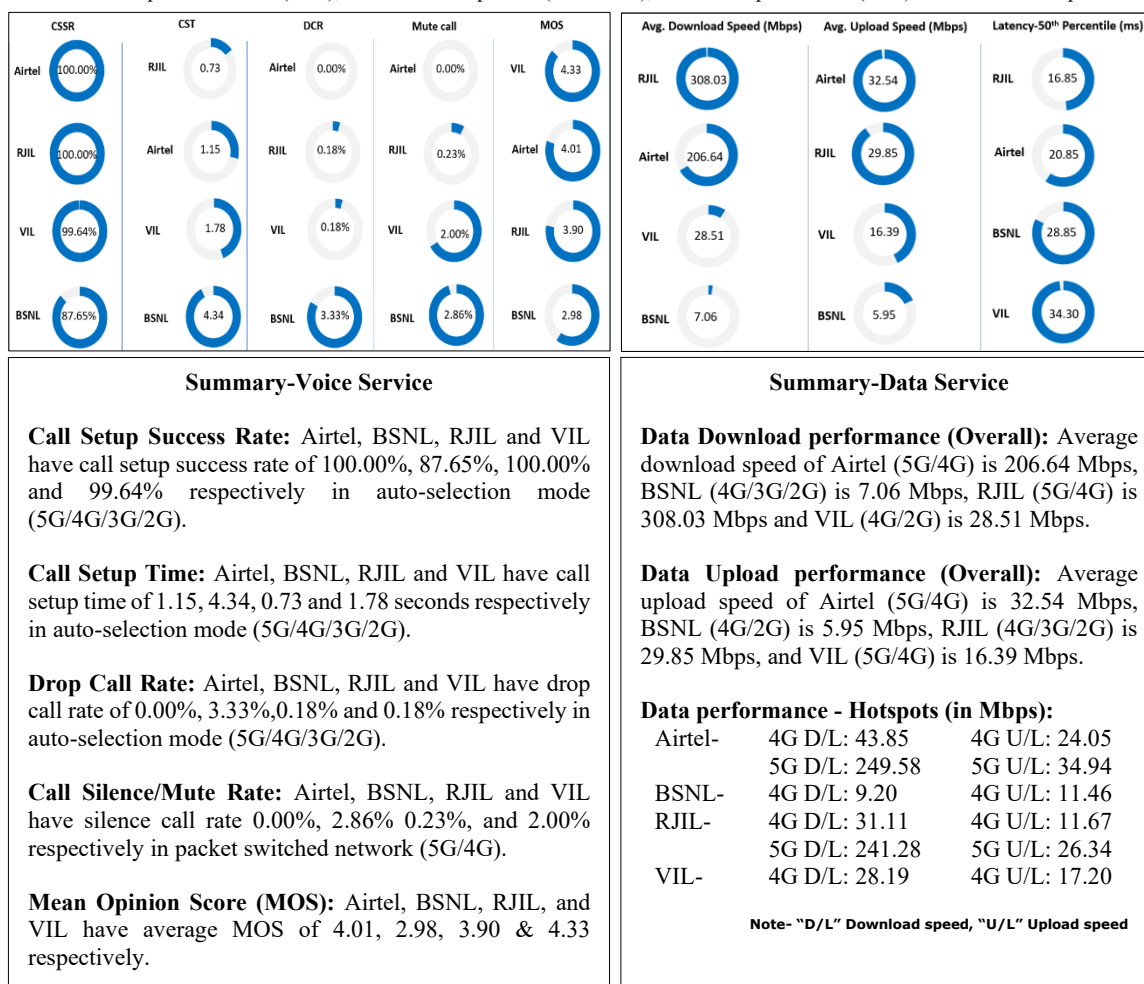 CSSR CST DCR Mute call MOS
Airtel 100.00% RJIL 0.73 Airtel 0.00% Airtel 0.00% VIL 4.33
RJIL 100.00% Airtel 1.15 RJIL 0.18% RJIL 0.23% Airtel 4.01
VIL 99.64% VIL 1.78 VIL 0.18% VIL 2.00% RJIL 3.90
BSNL 87.65% BSNL 4.34 BSNL 3.33% BSNL 2.86% BSNL 2.98
Avg. Download Speed (Mbps) Avg. Upload Speed (Mbps) Latency-50th Percentile (ms)
RJIL 308.03 Airtel 32.54 RJIL 16.85
Airtel 206.64 RJIL 29.85 Airtel 20.85
VIL 28.51 VIL 16.39 BSNL 28.85
BSNL 7.06 BSNL 5.95 VIL 34.30
Summary-Voice Service
Call Setup Success Rate: Airtel, BSNL, RJIL and VIL
have call setup success rate of 100.00%, 87.65%, 100.00%
and 99.64% respectively in auto-selection mode
(5G/4G/3G/2G).
Call Setup Time: Airtel, BSNL, RJIL and VIL have call
setup time of 1.15, 4.34, 0.73 and 1.78 seconds respectively
in auto-selection mode (5G/4G/3G/2G).
Drop Call Rate: Airtel, BSNL, RJIL and VIL have drop
call rate of 0.00%, 3.33%,0.18% and 0.18% respectively in
auto-selection mode (5G/4G/3G/2G).
Call Silence/Mute Rate: Airtel, BSNL, RJIL and VIL
have silence call rate 0.00%, 2.86% 0.23%, and 2.00%
respectively in packet switched network (5G/4G).
Mean Opinion Score (MOS): Airtel, BSNL, RJIL, and
VIL have average MOS of 4.01, 2.98, 3.90 & 4.33
respectively.
Summary-Data Service
Data Download performance (Overall): Average
download speed of Airtel (5G/4G) is 206.64 Mbps,
BSNL (4G/3G/2G) is 7.06 Mbps, RJIL (5G/4G) is
308.03 Mbps and VIL (4G/2G) is 28.51 Mbps.
Data Upload performance (Overall): Average
upload speed of Airtel (5G/4G) is 32.54 Mbps,
BSNL (4G/2G) is 5.95 Mbps, RJIL (4G/3G/2G) is
29.85 Mbps, and VIL (5G/4G) is 16.39 Mbps.
Data performance - Hotspots (in Mbps):
Airtel- 4G D/L: 43.85 4G U/L: 24.05
5G D/L: 249.58 5G U/L: 34.94
BSNL- 4G D/L: 9.20 4G U/L: 11.46
RJIL- 4G D/L: 31.11 4G U/L: 11.67
5G D/L: 241.28 5G U/L: 26.34
VIL- 4G D/L: 28.19 4G U/L: 17.20
Note- “D/L” Download speed, “U/L” Upload speed